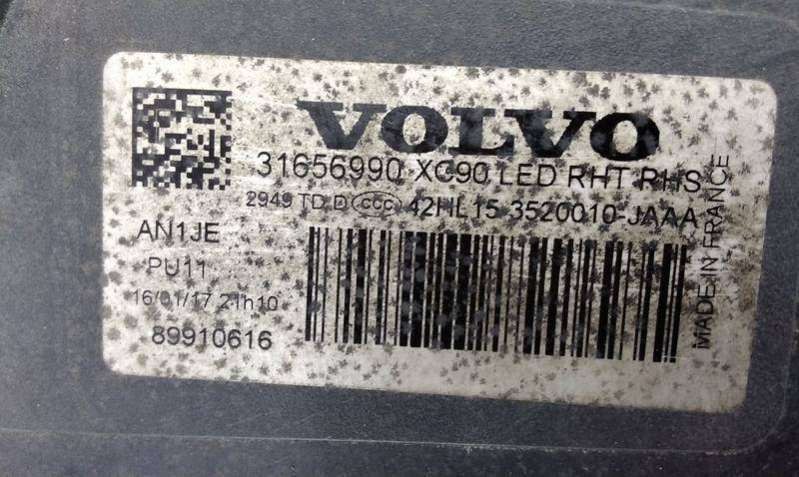 VOLVO
31656990 XC90 LED RHT RHS
2949 TD D CCC 42HL15-3520010-JAAA
AN1JE
PU11
16/01/17 21h10
89910616
MADE IN FRANCE